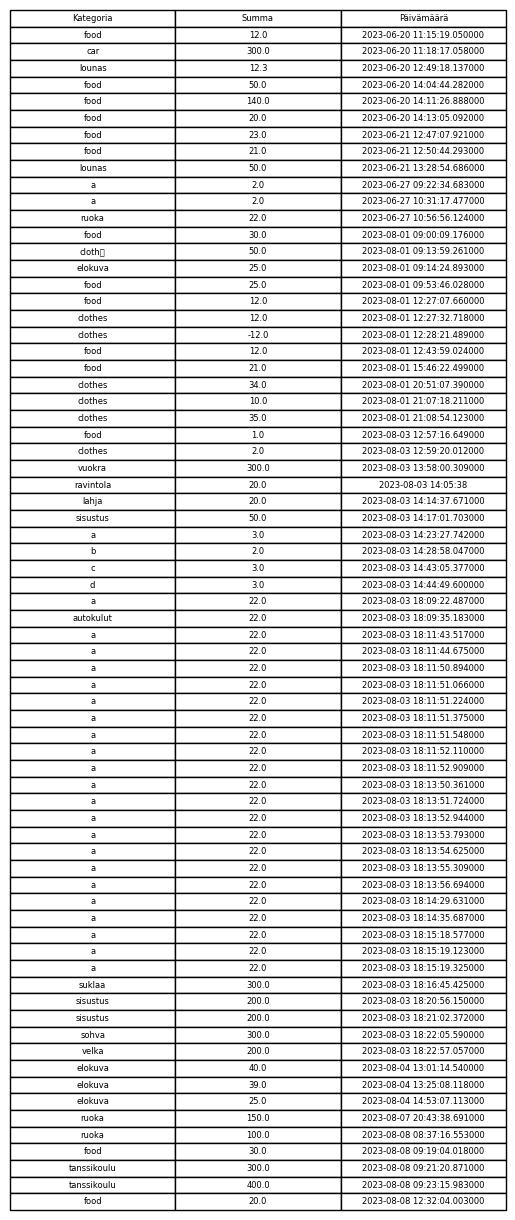 Kategoria Summa Päivämäärä
food 12.0 2023-06-20 11:15:19.050000
car 300.0 2023-06-20 11:18:17.058000
lounas 12.3 2023-06-20 12:49:18.137000
food 50.0 2023-06-20 14:04:44.282000
food 140.0 2023-06-20 14:11:26.888000
food 20.0 2023-06-20 14:13:05.092000
food 23.0 2023-06-21 12:47:07.921000
food 21.0 2023-06-21 12:50:44.293000
lounas 50.0 2023-06-21 13:28:54.686000
a 2.0 2023-06-27 09:22:34.683000
a 2.0 2023-06-27 10:31:17.477000
ruoka 22.0 2023-06-27 10:56:56.124000
food 30.0 2023-08-01 09:00:09.176000
cloth 50.0 2023-08-01 09:13:59.261000
elokuva 25.0 2023-08-01 09:14:24.893000
food 25.0 2023-08-01 09:53:46.028000
food 12.0 2023-08-01 12:27:07.660000
clothes 12.0 2023-08-01 12:27:32.718000
clothes -12.0 2023-08-01 12:28:21.489000
food 12.0 2023-08-01 12:43:59.024000
food 21.0 2023-08-01 15:46:22.499000
clothes 34.0 2023-08-01 20:51:07.390000
clothes 10.0 2023-08-01 21:07:18.211000
clothes 35.0 2023-08-01 21:08:54.123000
food 1.0 2023-08-03 12:57:16.649000
clothes 2.0 2023-08-03 12:59:20.012000
vuokra 300.0 2023-08-03 13:58:00.309000
ravintola 20.0 2023-08-03 14:05:38
lahja 20.0 2023-08-03 14:14:37.671000
sisustus 50.0 2023-08-03 14:17:01.703000
a 3.0 2023-08-03 14:23:27.742000
b 2.0 2023-08-03 14:28:58.047000
c 3.0 2023-08-03 14:43:05.377000
d 3.0 2023-08-03 14:44:49.600000
a 22.0 2023-08-03 18:09:22.487000
autokulut 22.0 2023-08-03 18:09:35.183000
a 22.0 2023-08-03 18:11:43.517000
a 22.0 2023-08-03 18:11:44.675000
a 22.0 2023-08-03 18:11:50.894000
a 22.0 2023-08-03 18:11:51.066000
a 22.0 2023-08-03 18:11:51.224000
a 22.0 2023-08-03 18:11:51.375000
a 22.0 2023-08-03 18:11:51.548000
a 22.0 2023-08-03 18:11:52.110000
a 22.0 2023-08-03 18:11:52.909000
a 22.0 2023-08-03 18:13:50.361000
a 22.0 2023-08-03 18:13:51.724000
a 22.0 2023-08-03 18:13:52.944000
a 22.0 2023-08-03 18:13:53.793000
a 22.0 2023-08-03 18:13:54.625000
a 22.0 2023-08-03 18:13:55.309000
a 22.0 2023-08-03 18:13:56.694000
a 22.0 2023-08-03 18:14:29.631000
a 22.0 2023-08-03 18:14:35.687000
a 22.0 2023-08-03 18:15:18.577000
a 22.0 2023-08-03 18:15:19.123000
a 22.0 2023-08-03 18:15:19.325000
suklaa 300.0 2023-08-03 18:16:45.425000
sisustus 200.0 2023-08-03 18:20:56.150000
sisustus 200.0 2023-08-03 18:21:02.372000
sohva 300.0 2023-08-03 18:22:05.590000
velka 200.0 2023-08-03 18:22:57.057000
elokuva 40.0 2023-08-04 13:01:14.540000
elokuva 39.0 2023-08-04 13:25:08.118000
elokuva 25.0 2023-08-04 14:53:07.113000
ruoka 150.0 2023-08-07 20:43:38.691000
ruoka 100.0 2023-08-08 08:37:16.553000
food 30.0 2023-08-08 09:19:04.018000
tanssikoulu 300.0 2023-08-08 09:21:20.871000
tanssikoulu 400.0 2023-08-08 09:23:15.983000
food 20.0 2023-08-08 12:32:04.003000